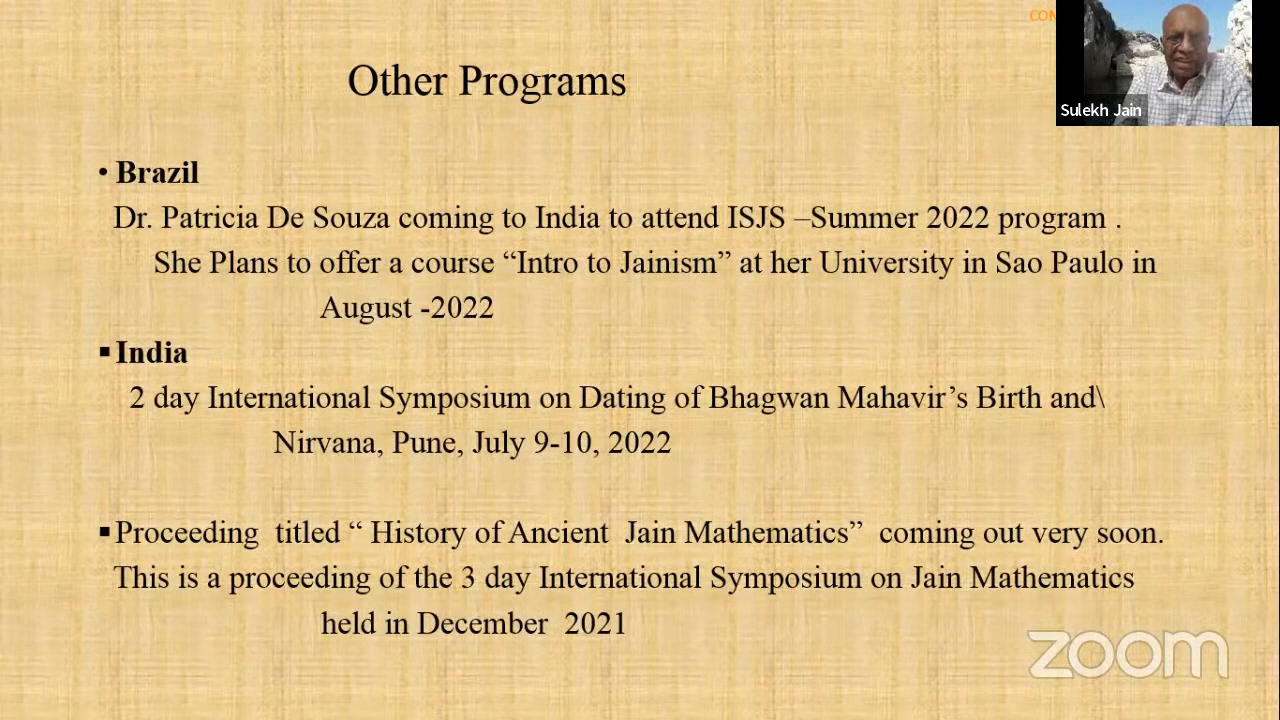 CON
Other Programs
Sulekh Jain
• Brazil
Dr. Patricia De Souza coming to India to attend ISJS –Summer 2022 program .
She Plans to offer a course “Intro to Jainism” at her University in Sao Paulo in
August -2022
▪ India
2 day International Symposium on Dating of Bhagwan Mahavir’s Birth and\
Nirvana, Pune, July 9-10, 2022
▪ Proceeding titled “ History of Ancient Jain Mathematics” coming out very soon.
This is a proceeding of the 3 day International Symposium on Jain Mathematics
held in December 2021
zoom